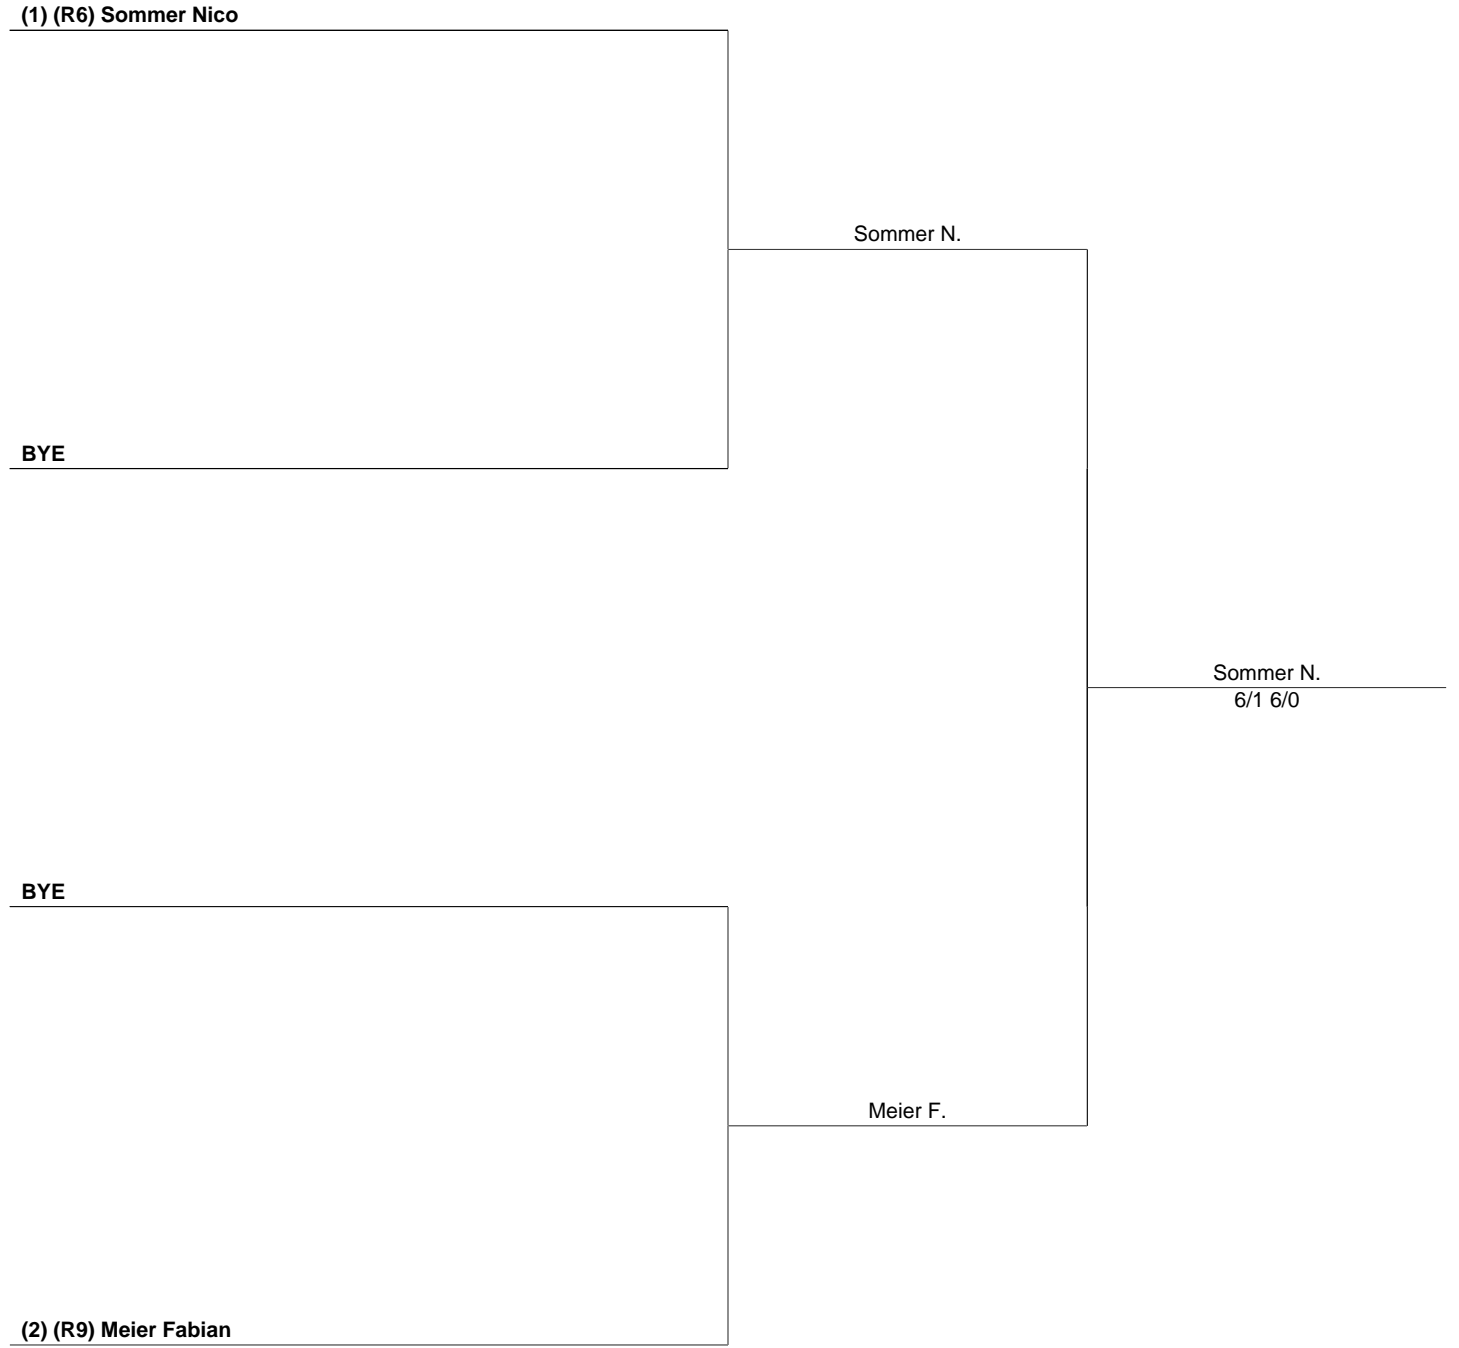 (1) (R6) Sommer Nico
Sommer N.
BYE
Sommer N.
6/1 6/0
BYE
Meier F.
(2) (R9) Meier Fabian